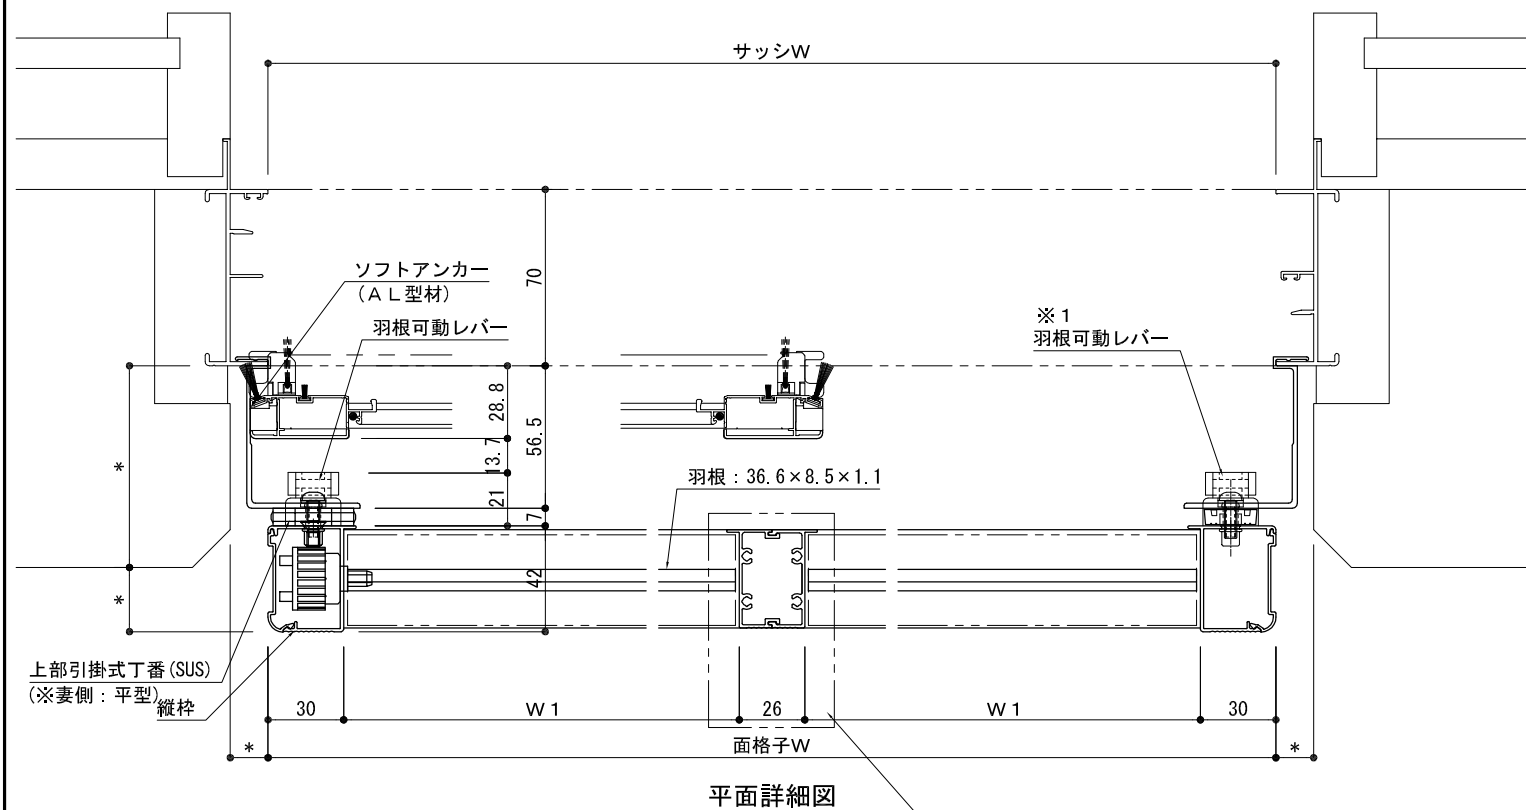 サッシW
ソフトアンカー
(AL型材)
羽根可動レバー
※1
羽根可動レバー
70
28.8
56.5
13.7
21
7
42
*
*
羽根：36.6×8.5×1.1
上部引掛式丁番(SUS)
(※妻側：平型)
縦枠
30
W1
26
W1
30
*
面格子W
*
平面詳細図